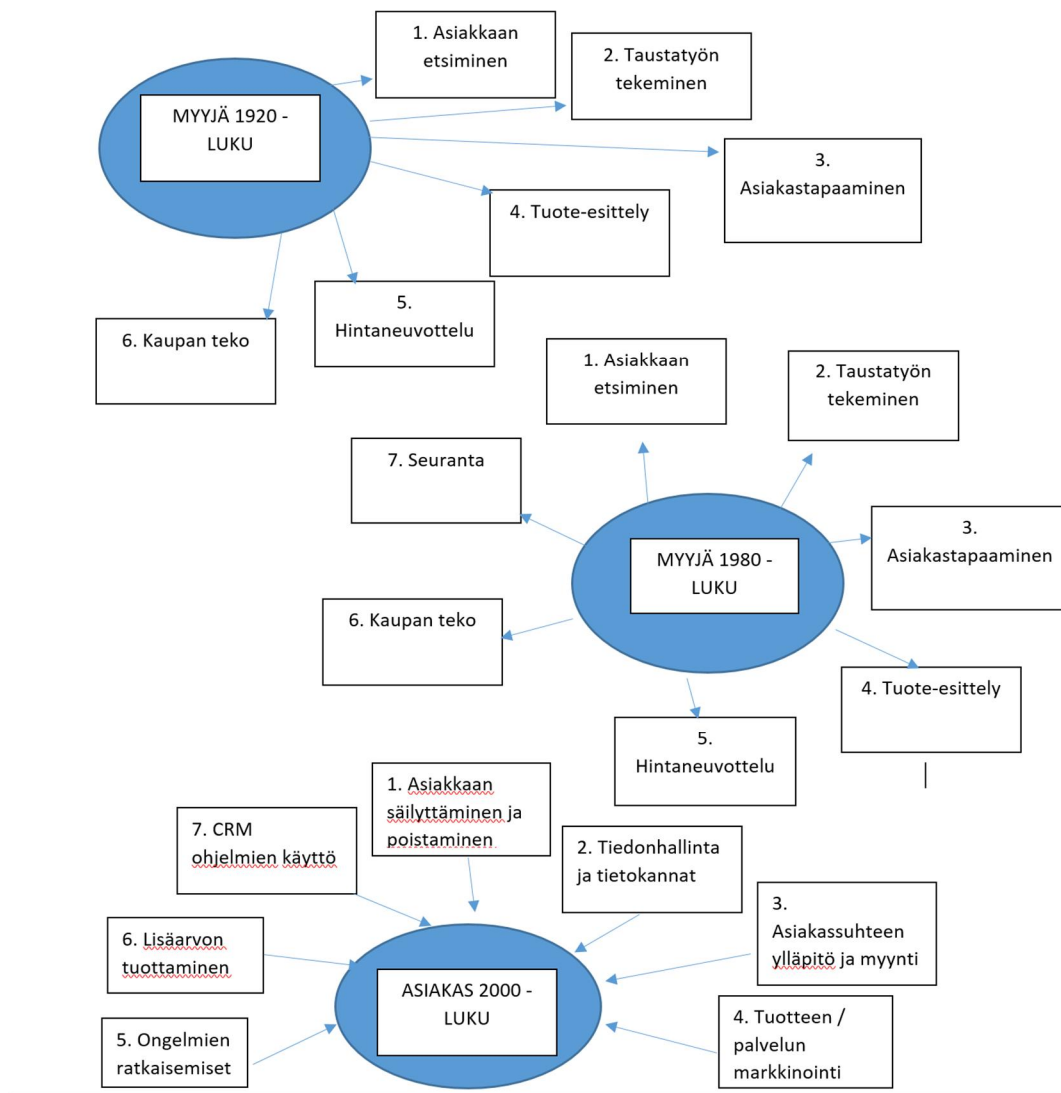 MYYJÄ 1920 -
LUKU
1. Asiakkaan
etsiminen
2. Taustatyön
tekeminen
3.
Asiakastapaaminen
4. Tuote-esittely
5.
Hintaneuvottelu
6. Kaupan teko
MYYJÄ 1980 -
LUKU
1. Asiakkaan
etsiminen
2. Taustatyön
tekeminen
3.
Asiakastapaaminen
4. Tuote-esittely
5.
Hintaneuvottelu
6. Kaupan teko
7. Seuranta
ASIAKAS 2000 -
LUKU
1. Asiakkaan
säilyttäminen ja
poistaminen
2. Tiedonhallinta
ja tietokannat
3.
Asiakassuhteen
ylläpitö ja myynti
4. Tuotteen /
palvelun
markkinointi
5. Ongelmien
ratkaisemiset
6. Lisäarvon
tuottaminen
7. CRM
ohjelmien käyttö